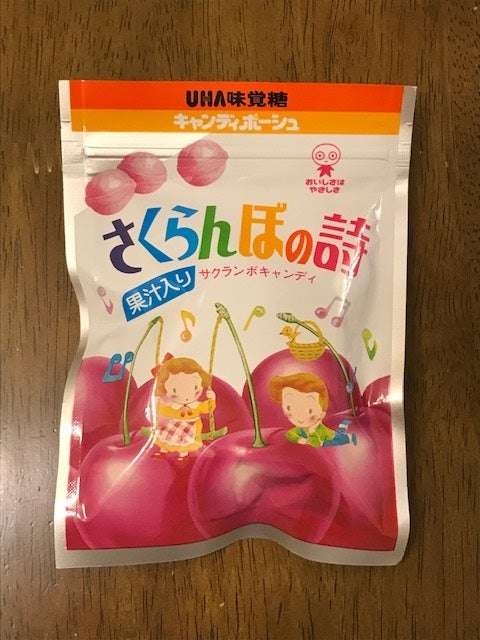 UHA味覚糖
キャンディポーシュ
おいしさは
やさしさ
さくらんぼの詩
果汁入り
サクランボキャンディ